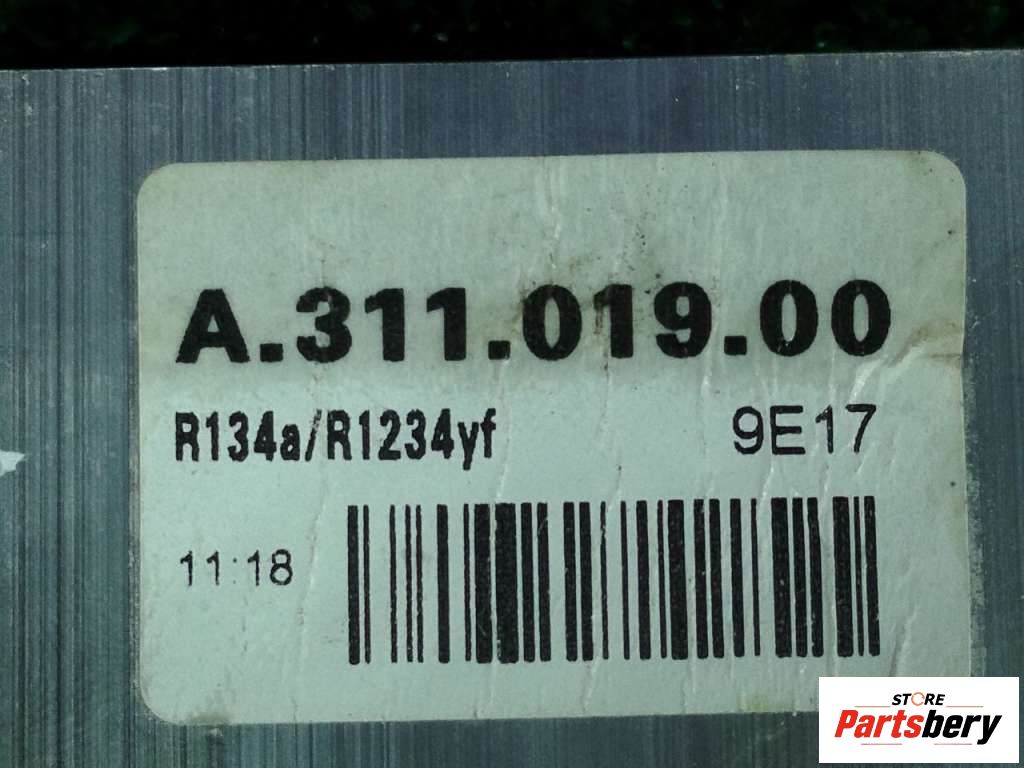 A.311.019.00
R134a/R1234yf 9E17
11:18
STORE
Partsbery